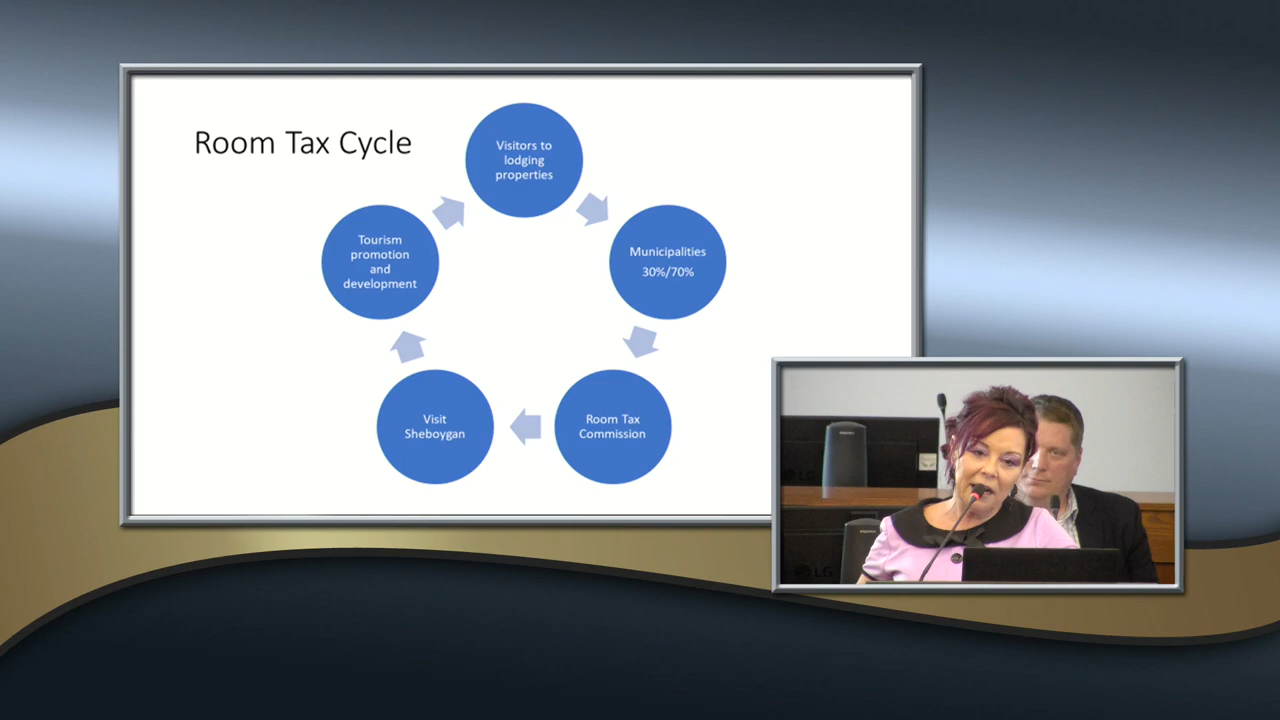 Room Tax Cycle
Visitors to
lodging
properties
Municipalities
30%/70%
Room Tax
Commission
Visit
Sheboygan
Tourism
promotion
and
development
LG